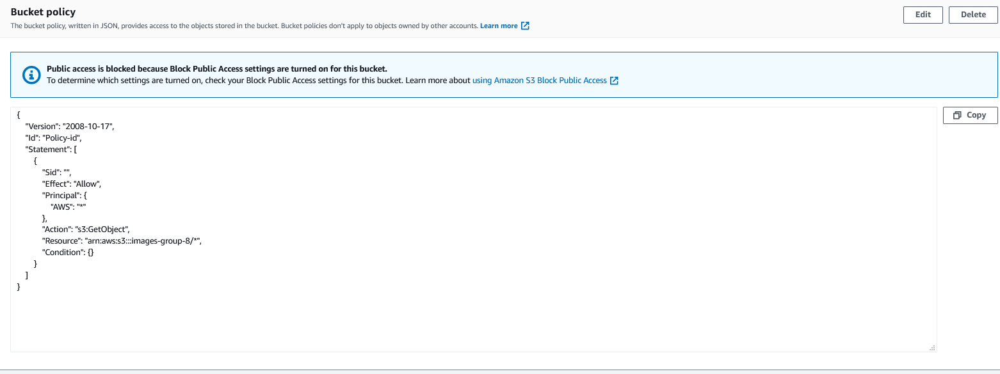 Bucket policy
Edit
Delete
The bucket policy, written in JSON, provides access to the objects stored in the bucket. Bucket policies don't apply to objects owned by other accounts. Learn more
Public access is blocked because Block Public Access settings are turned on for this bucket.
To determine which settings are turned on, check your Block Public Access settings for this bucket. Learn more about using Amazon S3 Block Public Access
Copy
{
    "Version": "2008-10-17",
    "Id": "Policy-id",
    "Statement": [
        {
            "Sid": "",
            "Effect": "Allow",
            "Principal": {
                "AWS": "*"
            },
            "Action": "s3:GetObject",
            "Resource": "arn:aws:s3:::images-group-8/*",
            "Condition": {}
        }
    ]
}